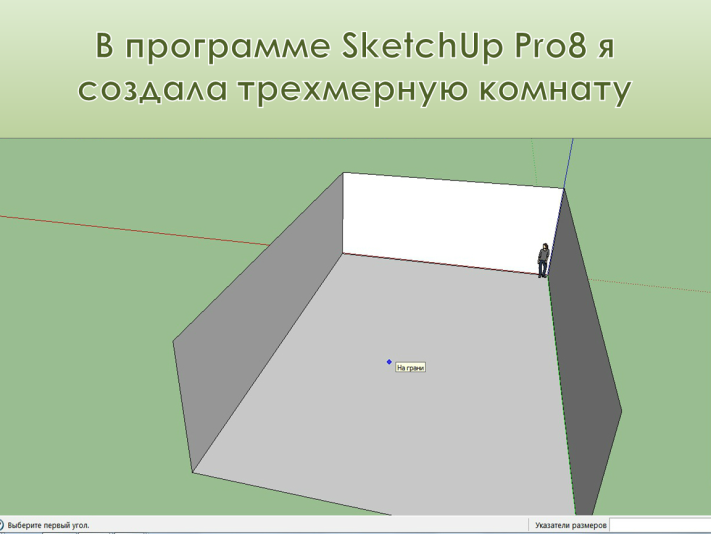 В программе SketchUp Pro8 я
создала трехмерную комнату
На грани
Выберите первый угол.
Указатели размеров